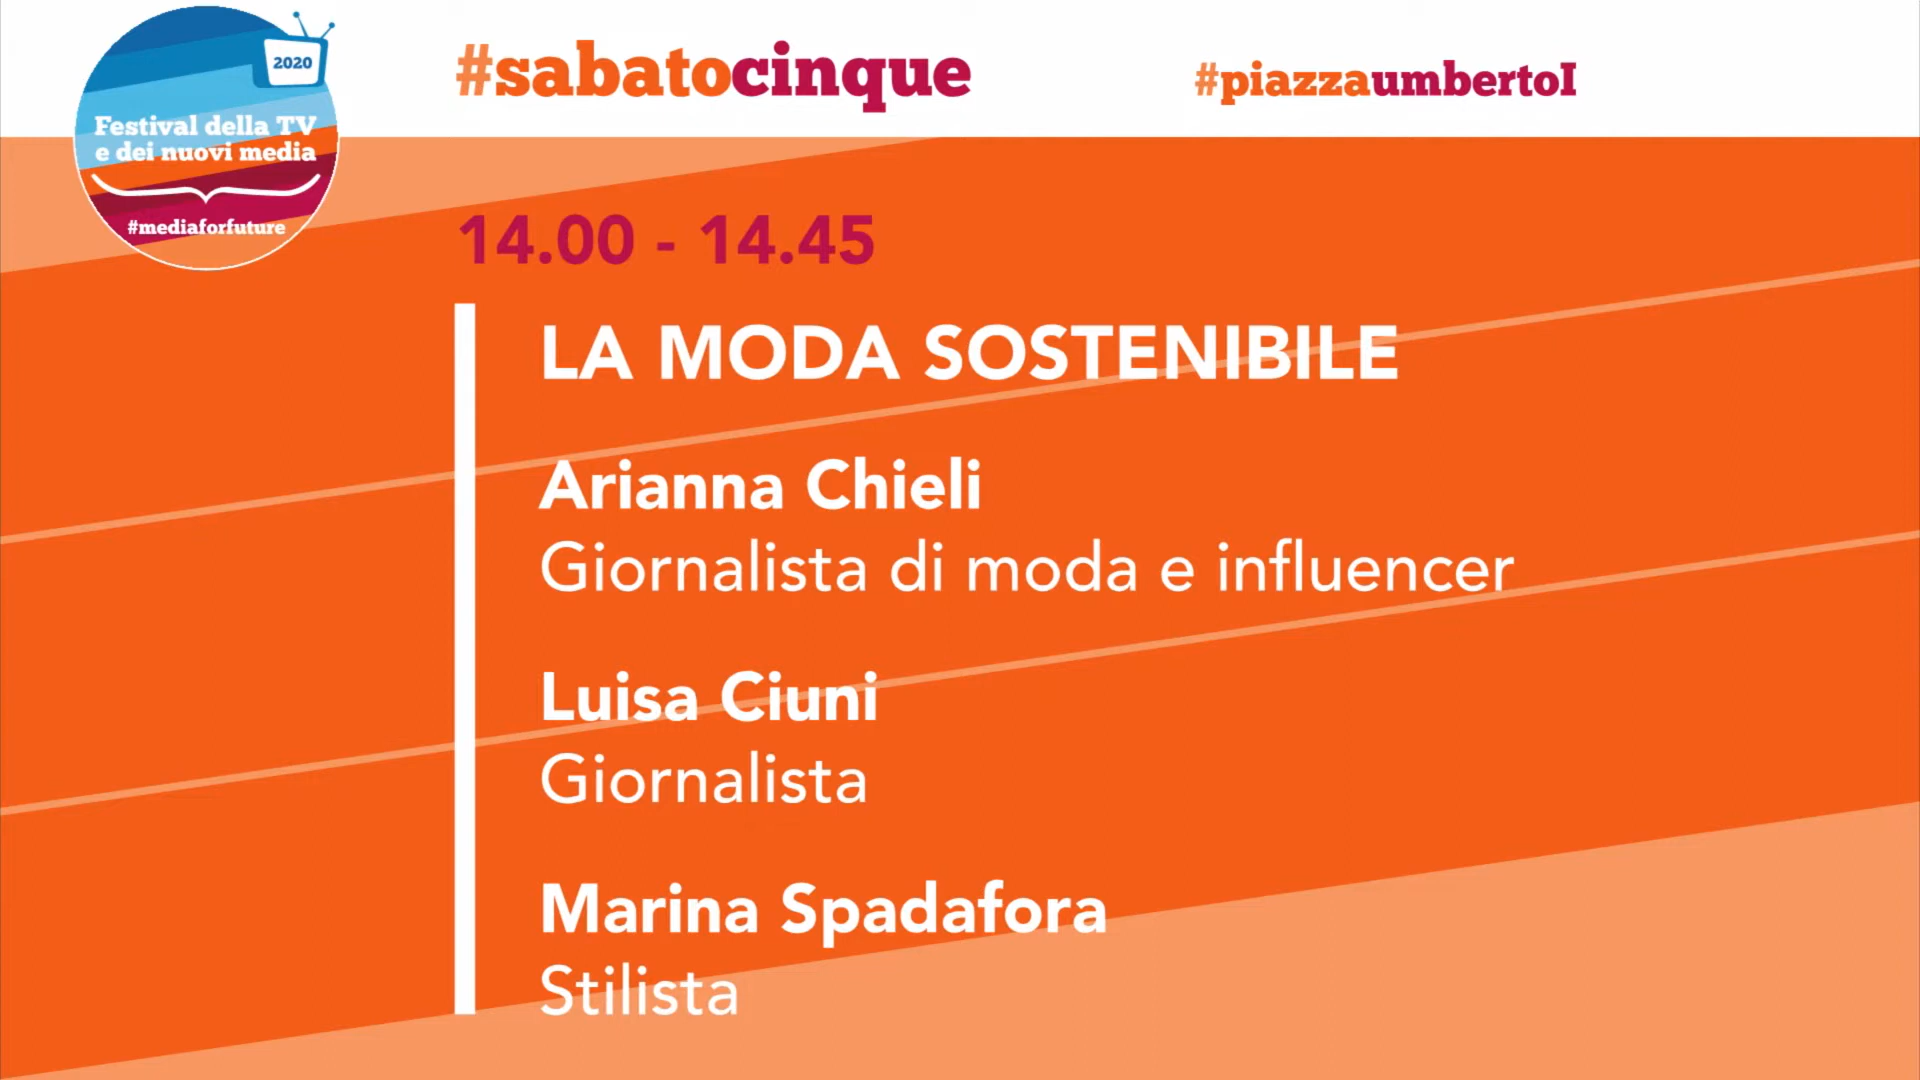 2020
Festival della TV
e dei nuovi media
#mediaforfuture
#sabatocinque
#piazzaumbertoI
14.00 - 14.45
LA MODA SOSTENIBILE
Arianna Chieli
Giornalista di moda e influencer
Luisa Ciuni
Giornalista
Marina Spadafora
Stilista